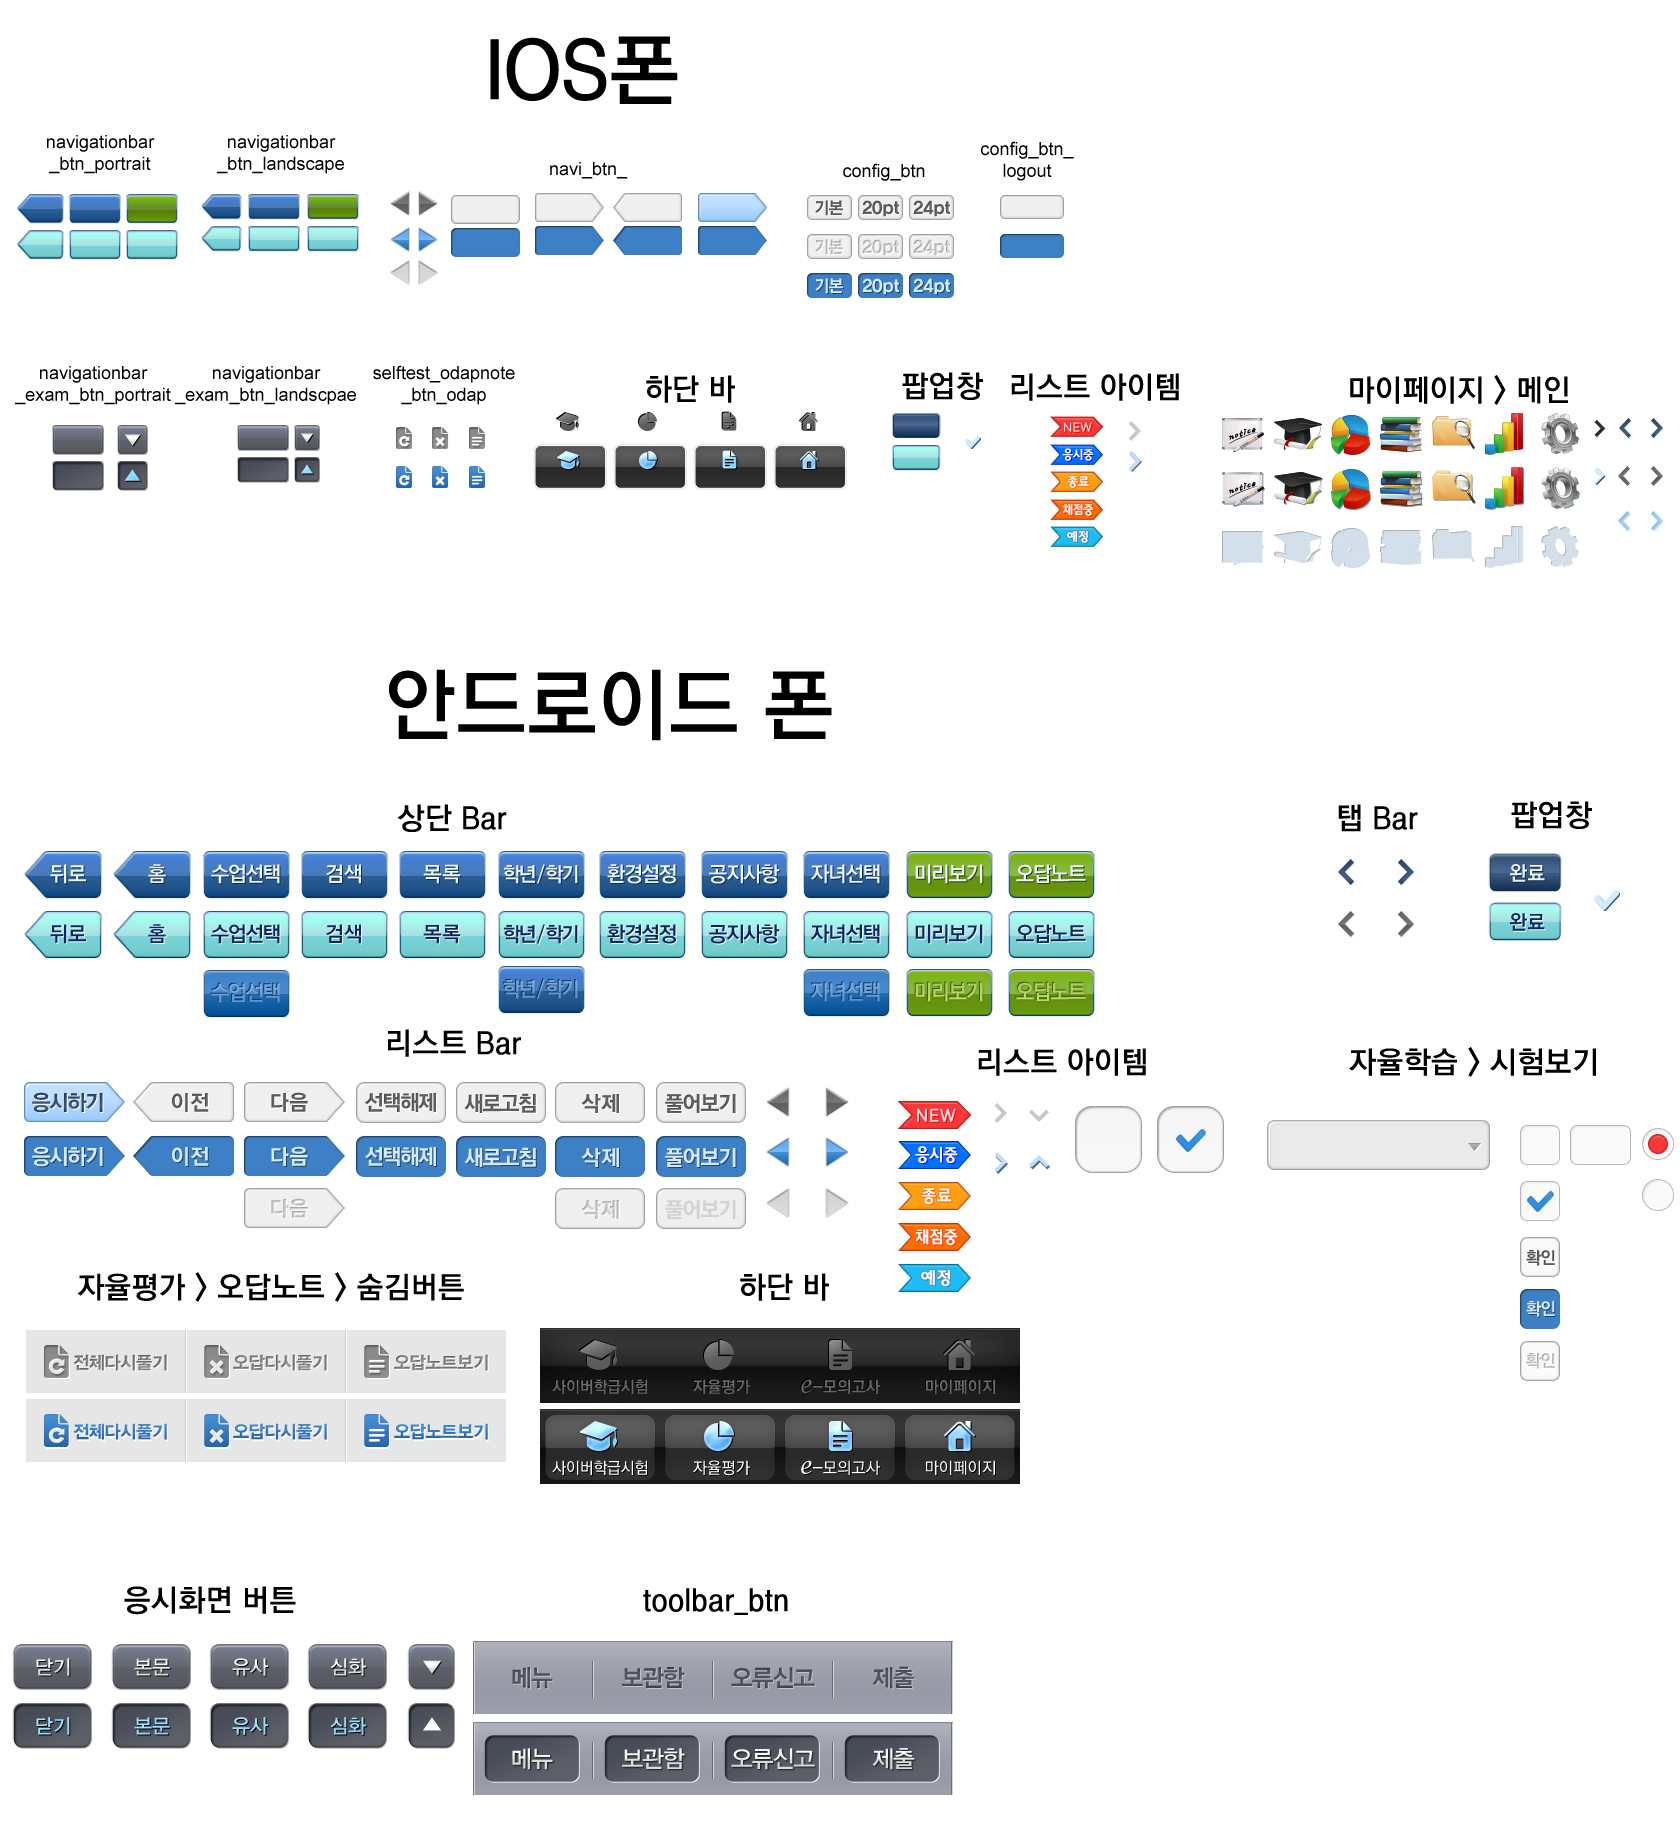 IOS폰
navigationbar
_btn_portrait
navigationbar
_btn_landscape
navi_btn_
config_btn
config_btn_
logout
기본 20pt 24pt
기본 20pt 24pt
기본 20pt 24pt
navigationbar
_exam_btn_portrait
navigationbar
_exam_btn_landscpae
selftest_odapnote
_btn_odap
하단 바
팝업창
리스트 아이템
NEW
응시중
종료
채점중
예정
마이페이지 > 메인
notice
notice
안드로이드 폰
상단 Bar
뒤로 홈 수업선택 검색 목록 학년/학기 환경설정 공지사항 자녀선택 미리보기 오답노트
뒤로 홈 수업선택 검색 목록 학년/학기 환경설정 공지사항 자녀선택 미리보기 오답노트
수업선택 학년/학기 자녀선택 미리보기 오답노트
탭 Bar
팝업창
완료
완료
리스트 Bar
응시하기 이전 다음 선택해제 새로고침 삭제 풀어보기
응시하기 이전 다음 선택해제 새로고침 삭제 풀어보기
다음 삭제 풀어보기
리스트 아이템
NEW
응시중
종료
채점중
예정
자율학습 > 시험보기
확인
확인
확인
자율평가 > 오답노트 > 숨김버튼
전체다시풀기 오답다시풀기 오답노트보기
전체다시풀기 오답다시풀기 오답노트보기
하단 바
사이버학급시험 자율평가 e-모의고사 마이페이지
사이버학급시험 자율평가 e-모의고사 마이페이지
응시화면 버튼
닫기 본문 유사 심화
닫기 본문 유사 심화
toolbar_btn
메뉴 보관함 오류신고 제출
메뉴 보관함 오류신고 제출